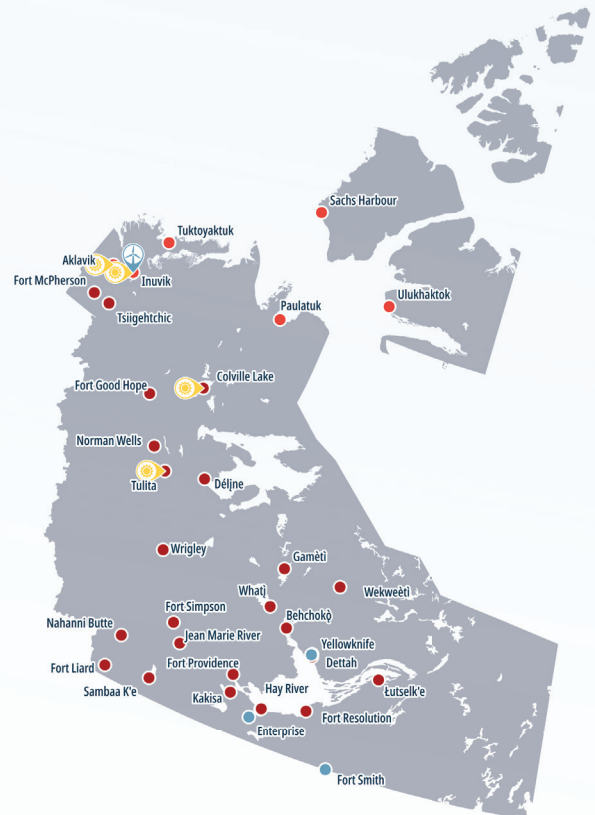 Sachs Harbour
Tuktoyaktuk
Aklavik
Inuvik
Fort McPherson
Tsiigehtchic
Ulukhaktok
Paulatuk
Colville Lake
Fort Good Hope
Norman Wells
Tulita
Délı̨ne
Wrigley
Gamètì
Wekweètì
Whatì
Fort Simpson
Behchokǫ̀
Nahanni Butte
Jean Marie River
Yellowknife
Dettah
Fort Liard
Fort Providence
Sambaa K'e
Kakisa
Hay River
Łutselk'e
Fort Resolution
Enterprise
Fort Smith